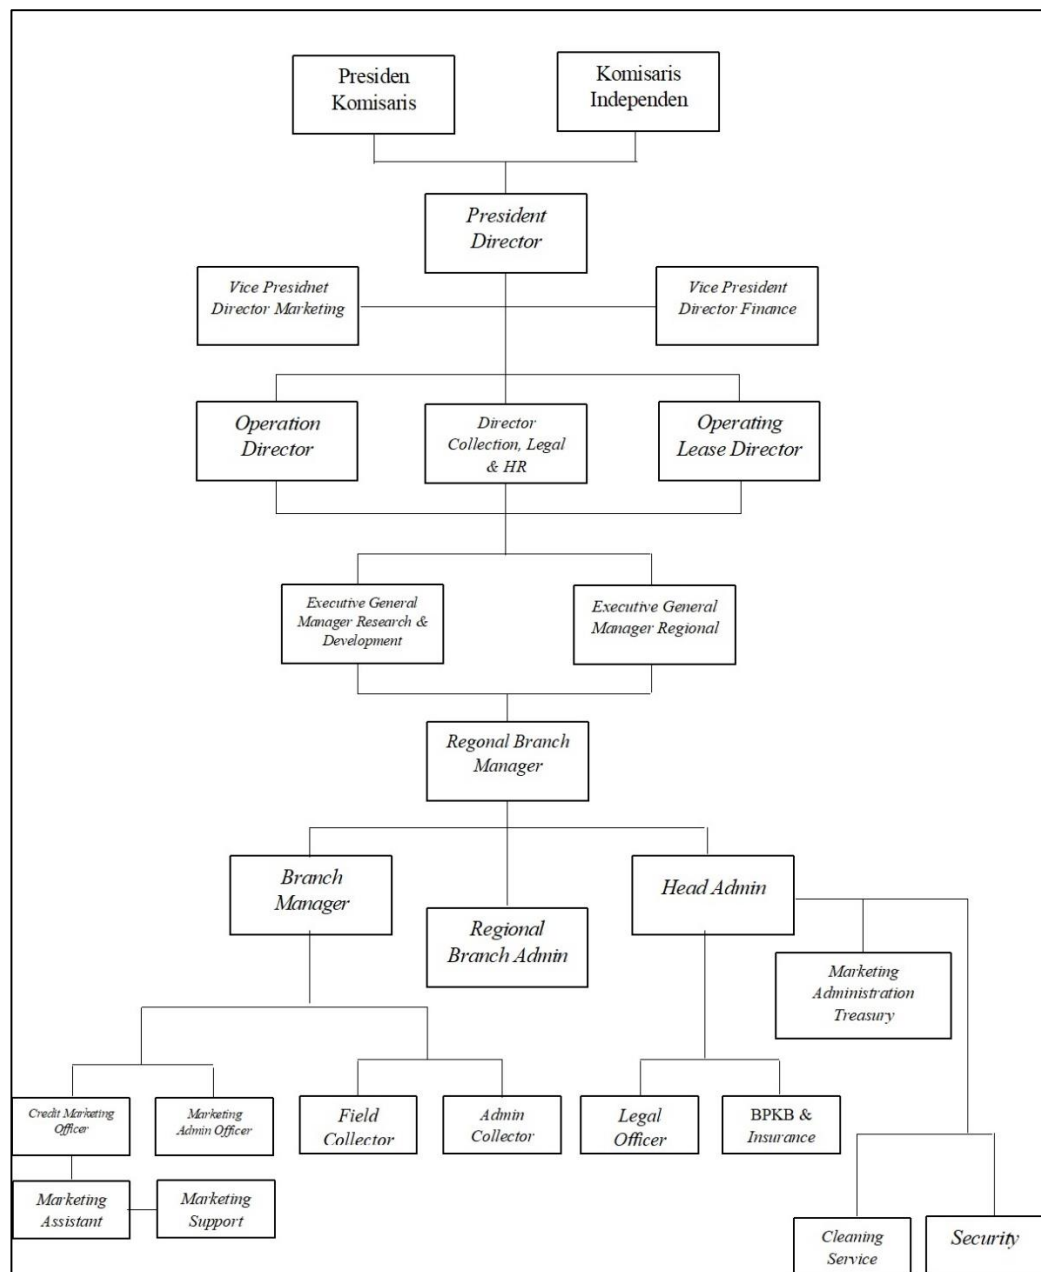 Presiden
Komisaris
Komisaris
Independen
President
Director
Vice Presidnet
Director Marketing
Vice President
Director Finance
Operation
Director
Director
Collection, Legal
& HR
Operating
Lease Director
Executive General
Manager Research &
Development
Executive General
Manager Regional
Regonal Branch
Manager
Branch
Manager
Regional
Branch Admin
Head Admin
Marketing
Administration
Treasury
Credit Marketing
Officer
Marketing
Admin Officer
Field
Collector
Admin
Collector
Legal
Officer
BPKB &
Insurance
Marketing
Assistant
Marketing
Support
Cleaning
Service
Security